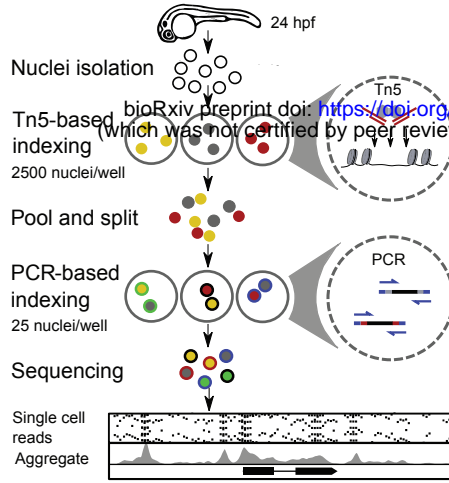 24 hpf
Nuclei isolation
Tn5-based
indexing
2500 nuclei/well
Tn5
bioRxiv preprint doi: https://doi.org/
(which was not certified by peer review
Pool and split
PCR-based
indexing
25 nuclei/well
PCR
Sequencing
Single cell
reads
Aggregate